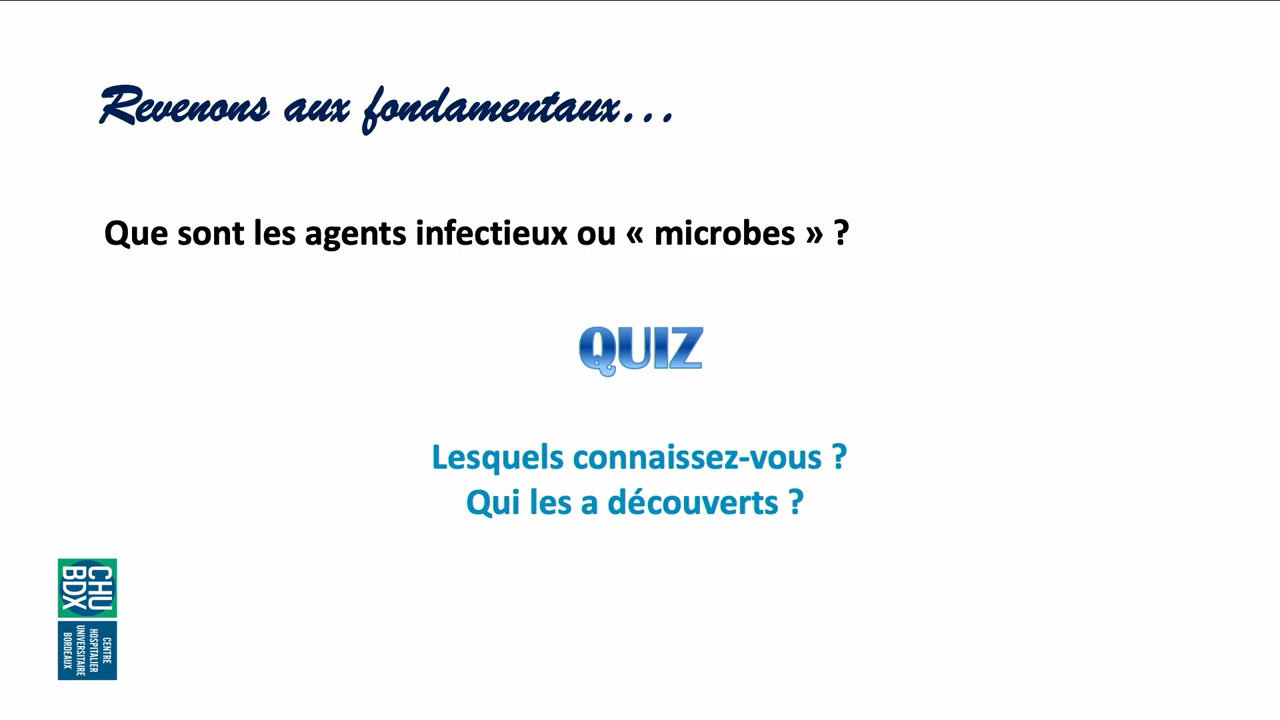 Revenons aux fondamentaux...
Que sont les agents infectieux ou « microbes » ?
QUIZ
Lesquels connaissez-vous ?
Qui les a découverts ?
CHU
BDX
CENTRE
HOSPITALIER
UNIVERSITAIRE
BORDEAUX